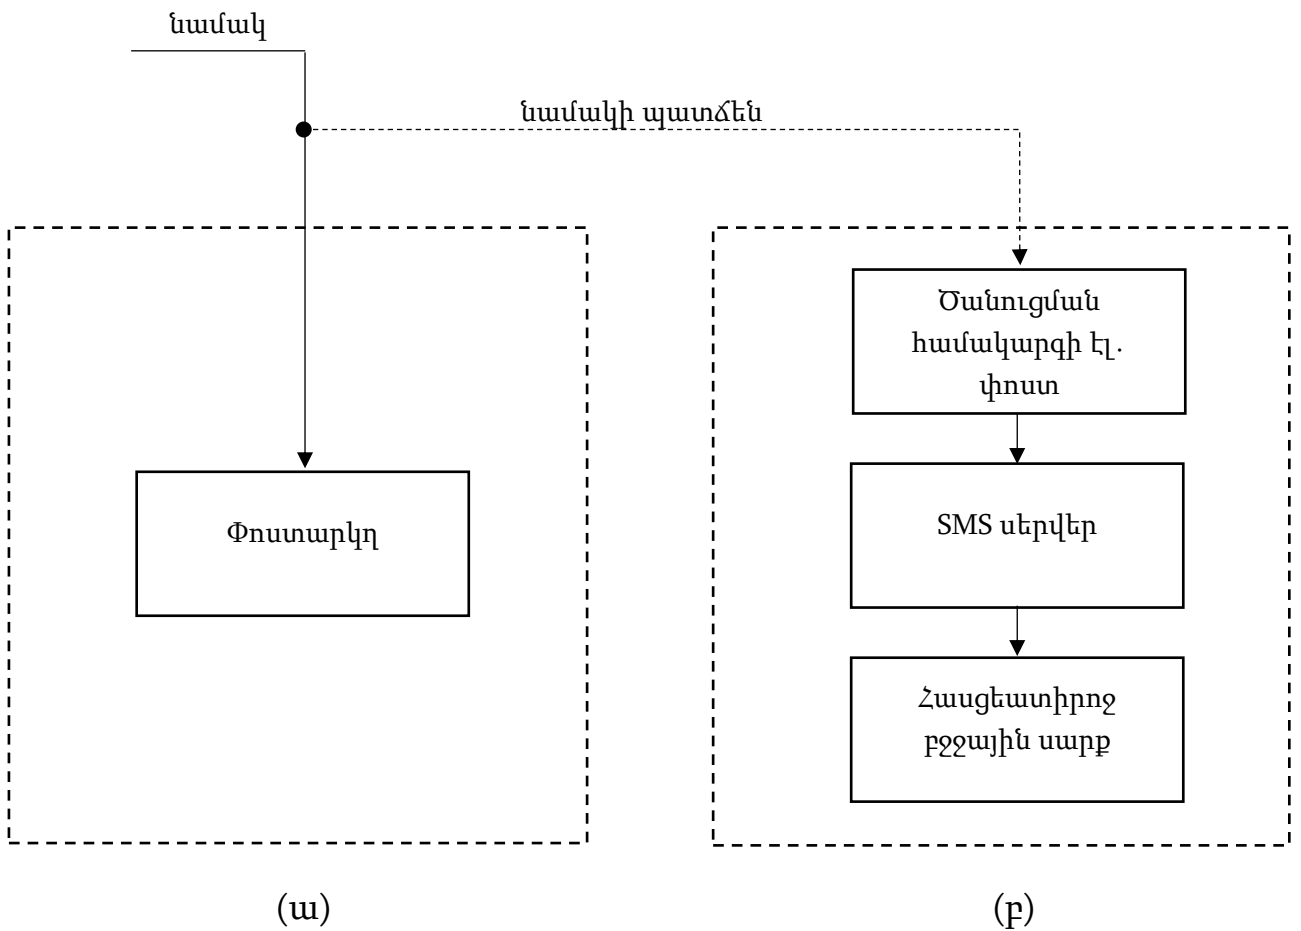 նամակ
նամակի պատճեն
Ծանուցման
համակարգի էլ.
փոստ
Փոստարկղ
SMS սերվեր
Հասցեատիրոջ
բջջային սարք
(ա)
(բ)